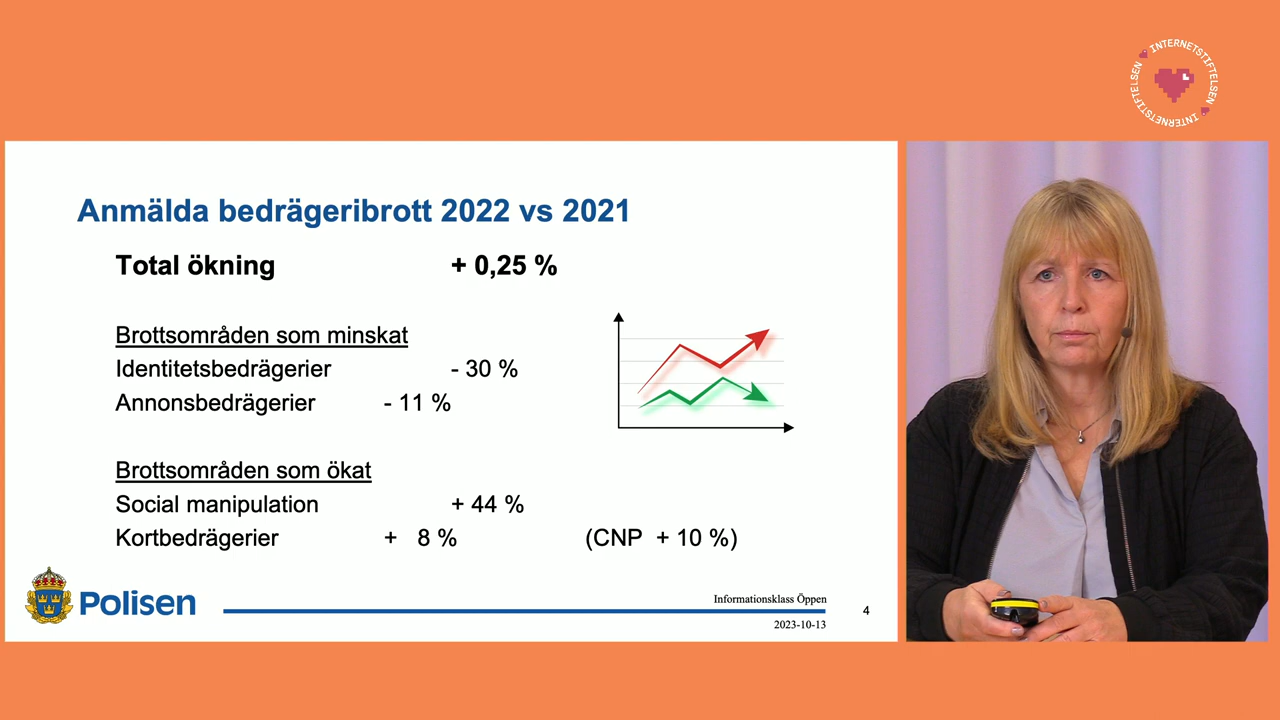 INTERNETSTIFTELSEN
INTERNETSTIFTELSEN
Anmälda bedrägeribrott 2022 vs 2021
Total ökning + 0,25 %
Brottsområden som minskat
Identitetsbedrägerier - 30 %
Annonsbedrägerier - 11 %
Brottsområden som ökat
Social manipulation + 44 %
Kortbedrägerier + 8 % (CNP + 10 %)
Polisen
Informationsklass Öppen
4
2023-10-13